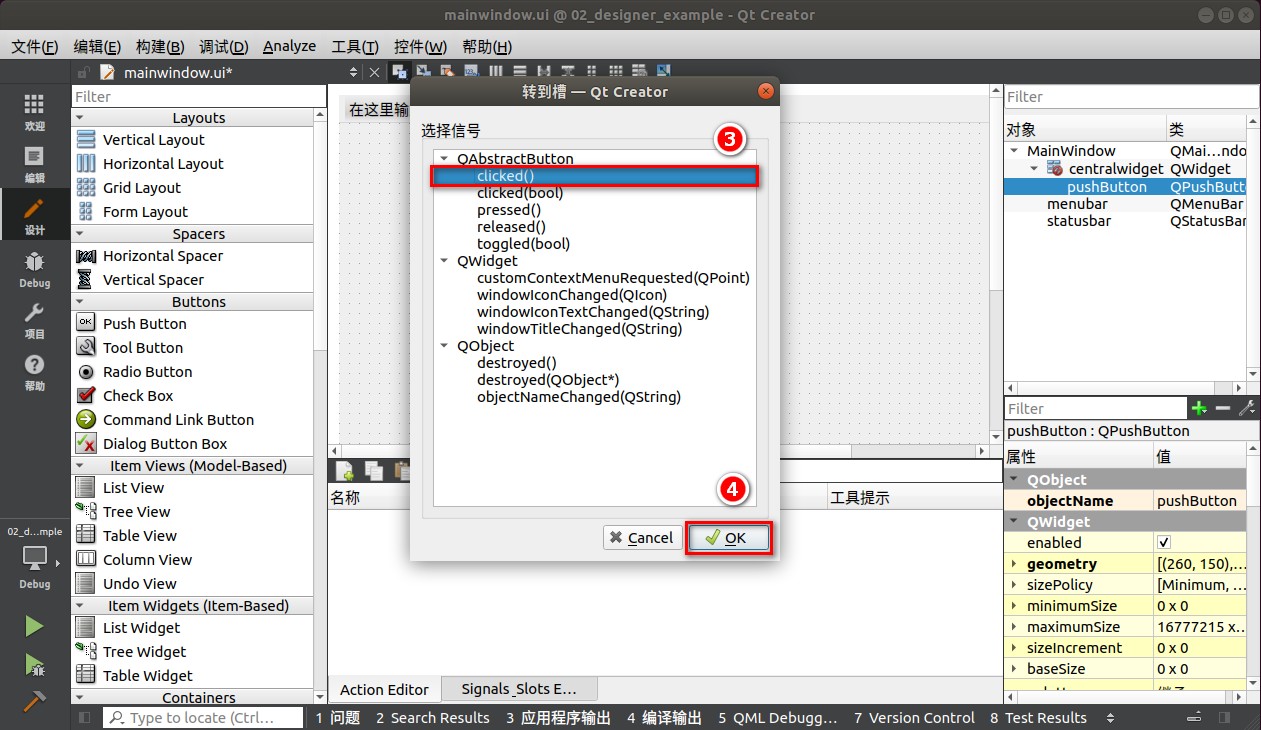 mainwindow.ui @ 02_designer_example - Qt Creator
文件(F) 编辑(E) 构建(B) 调试(D) Analyze 工具(T) 控件(W) 帮助(H)
mainwindow.ui*
欢迎
编辑
设计
Debug
项目
帮助
02_d...mple
Debug
Filter
Layouts
Vertical Layout
Horizontal Layout
Grid Layout
Form Layout
Spacers
Horizontal Spacer
Vertical Spacer
Buttons
OK Push Button
Tool Button
Radio Button
Check Box
Command Link Button
Dialog Button Box
Item Views (Model-Based)
List View
Tree View
Table View
Column View
Undo View
Item Widgets (Item-Based)
List Widget
Tree Widget
Table Widget
Containers
在这里输
转到槽 — Qt Creator
选择信号
3
QAbstractButton
clicked()
clicked(bool)
pressed()
released()
toggled(bool)
QWidget
customContextMenuRequested(QPoint)
windowIconChanged(QIcon)
windowIconTextChanged(QString)
windowTitleChanged(QString)
QObject
destroyed()
destroyed(QObject*)
objectNameChanged(QString)
4
Cancel OK
名称 工具提示
Action Editor Signals_Slots E...
Filter
对象 类
MainWindow QMai...ndo
centralwidget QWidget
pushButton QPushButt
menubar QMenuBar
statusbar QStatusBar
Filter
pushButton : QPushButton
属性 值
QObject
objectName pushButton
QWidget
enabled
geometry [(260, 150),...
sizePolicy [Minimum, ...
minimumSize 0 x 0
maximumSize 16777215 x...
sizeIncrement 0 x 0
baseSize 0 x 0
Type to locate (Ctrl... 1 问题 2 Search Results 3 应用程序输出 4 编译输出 5 QML Debugg... 7 Version Control 8 Test Results